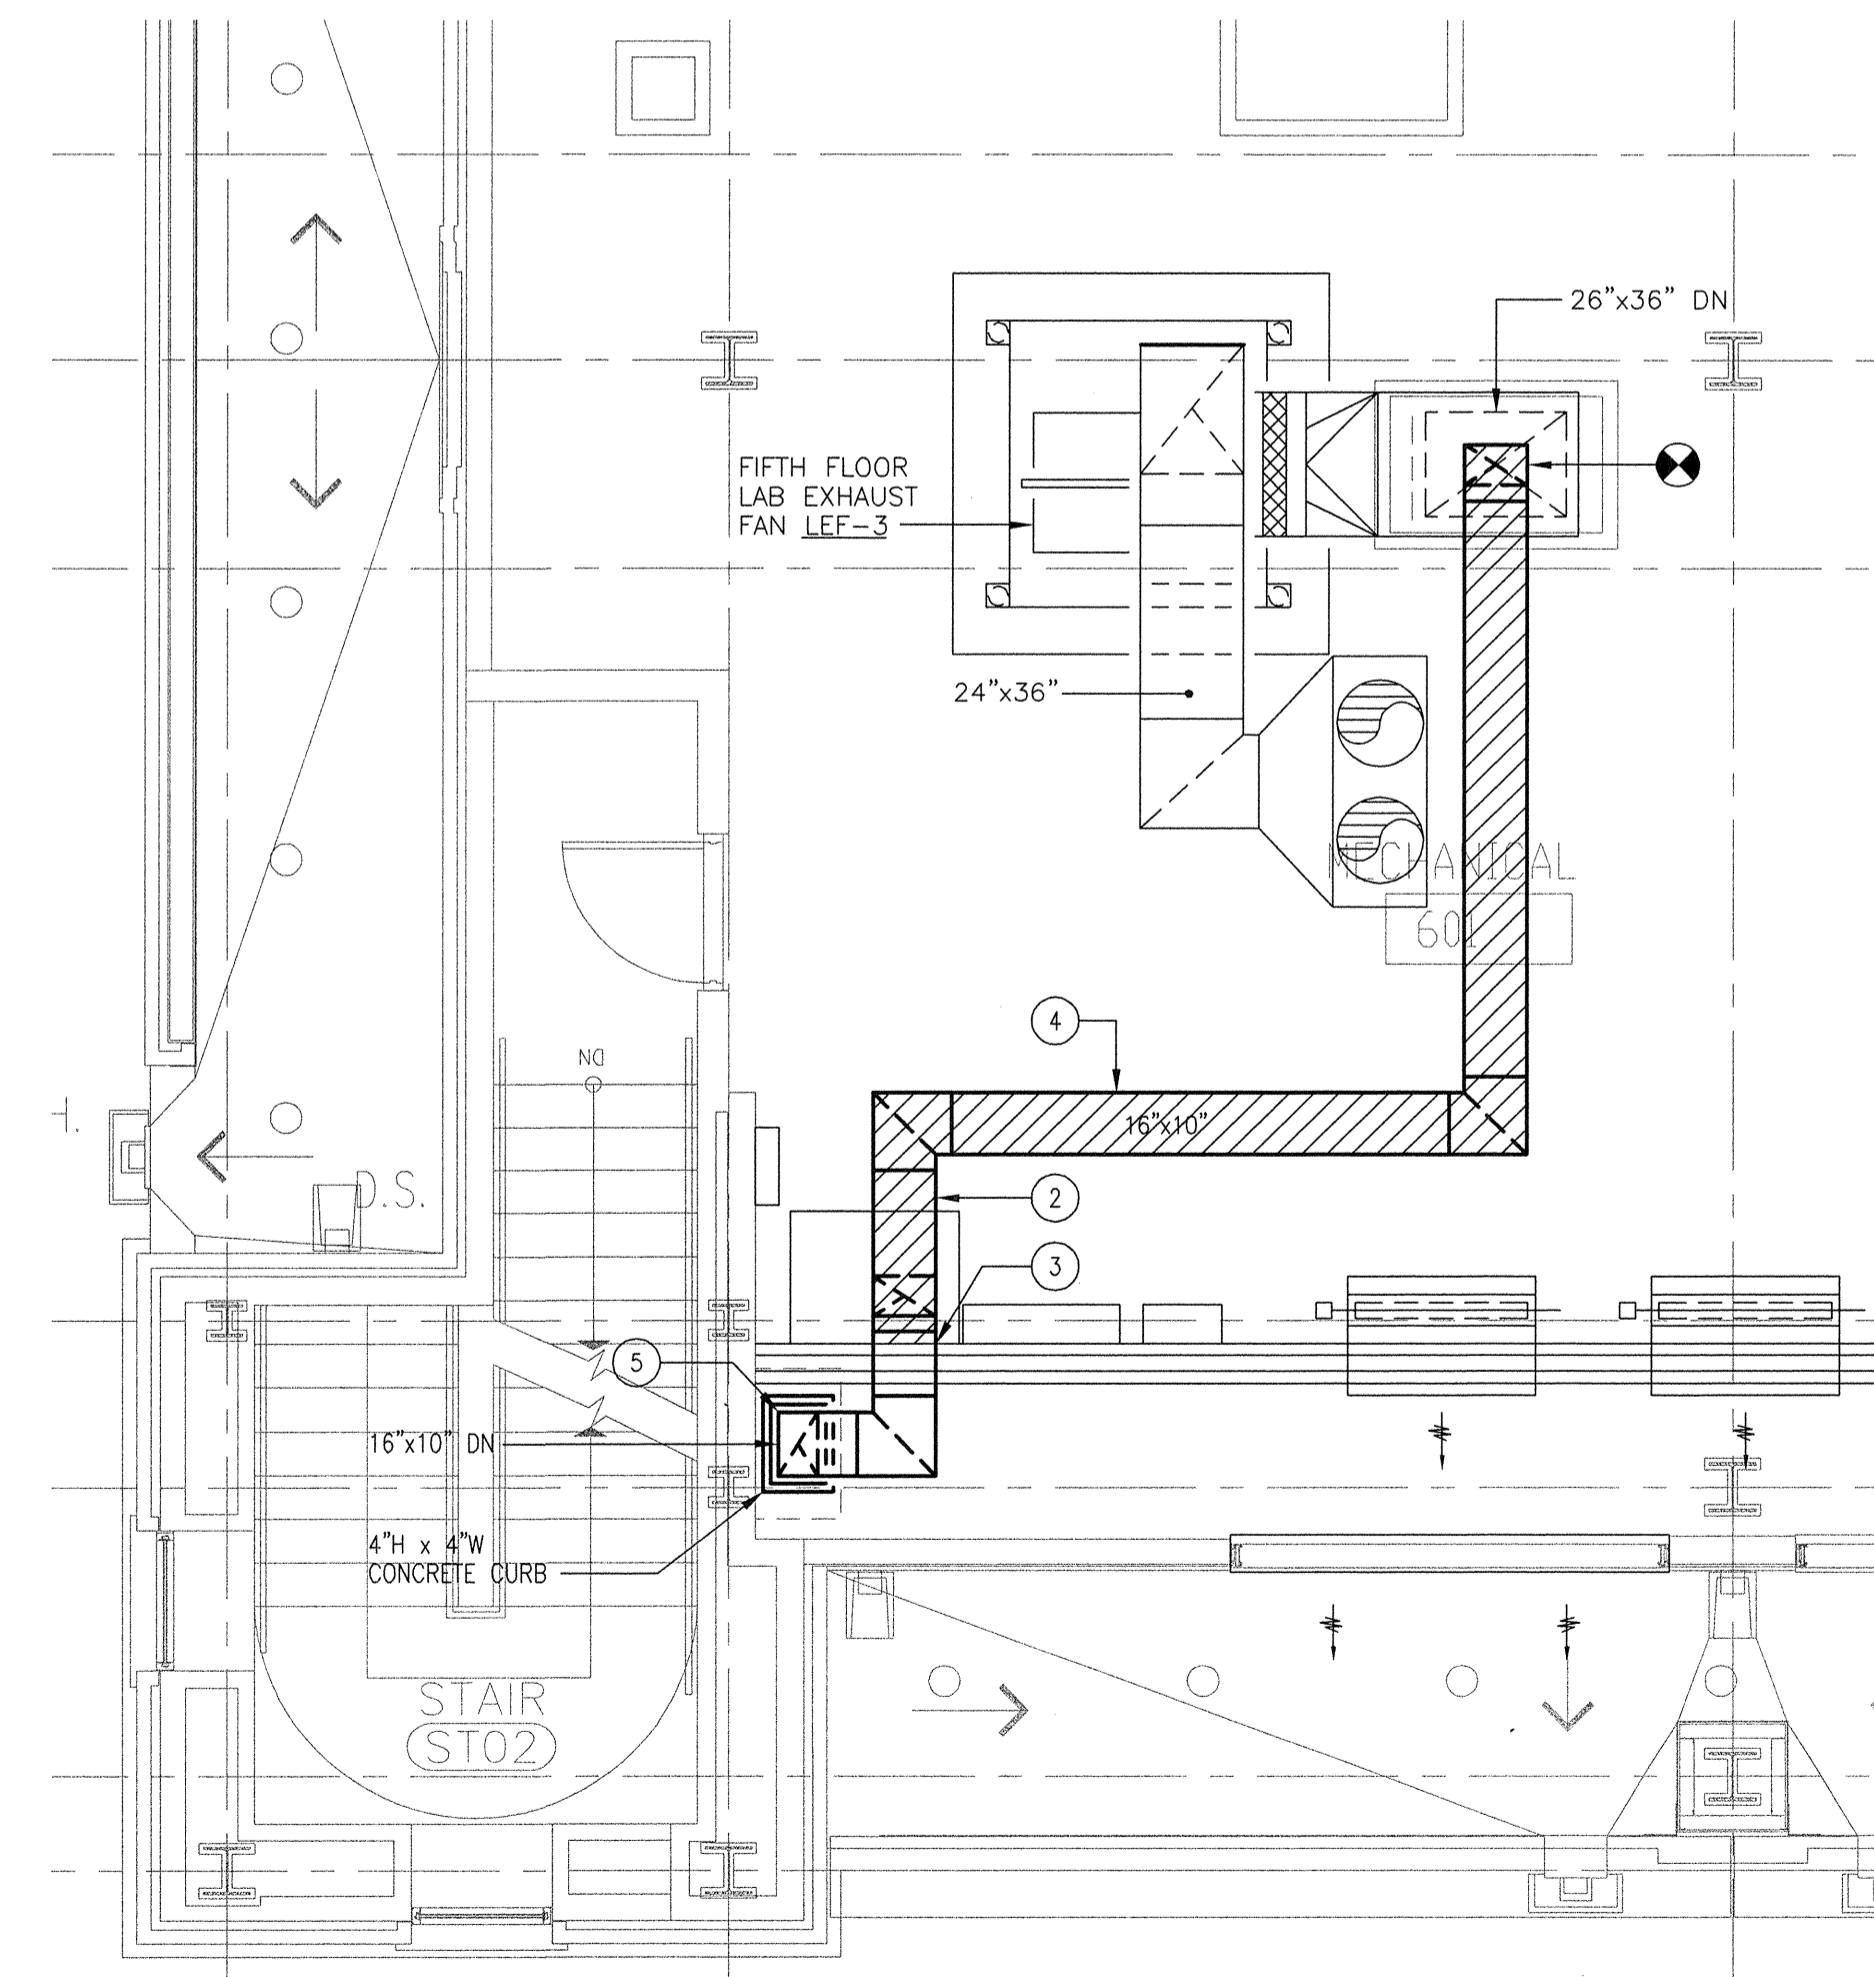 26"x36" DN
FIFTH FLOOR
LAB EXHAUST
FAN LEF-3
24"x36"
MECHANICAL
601
4
DN
16"x10"
H.
D.S.
2
3
5
16"x10" DN
4"H x 4"W
CONCRETE CURB
STAIR
ST02